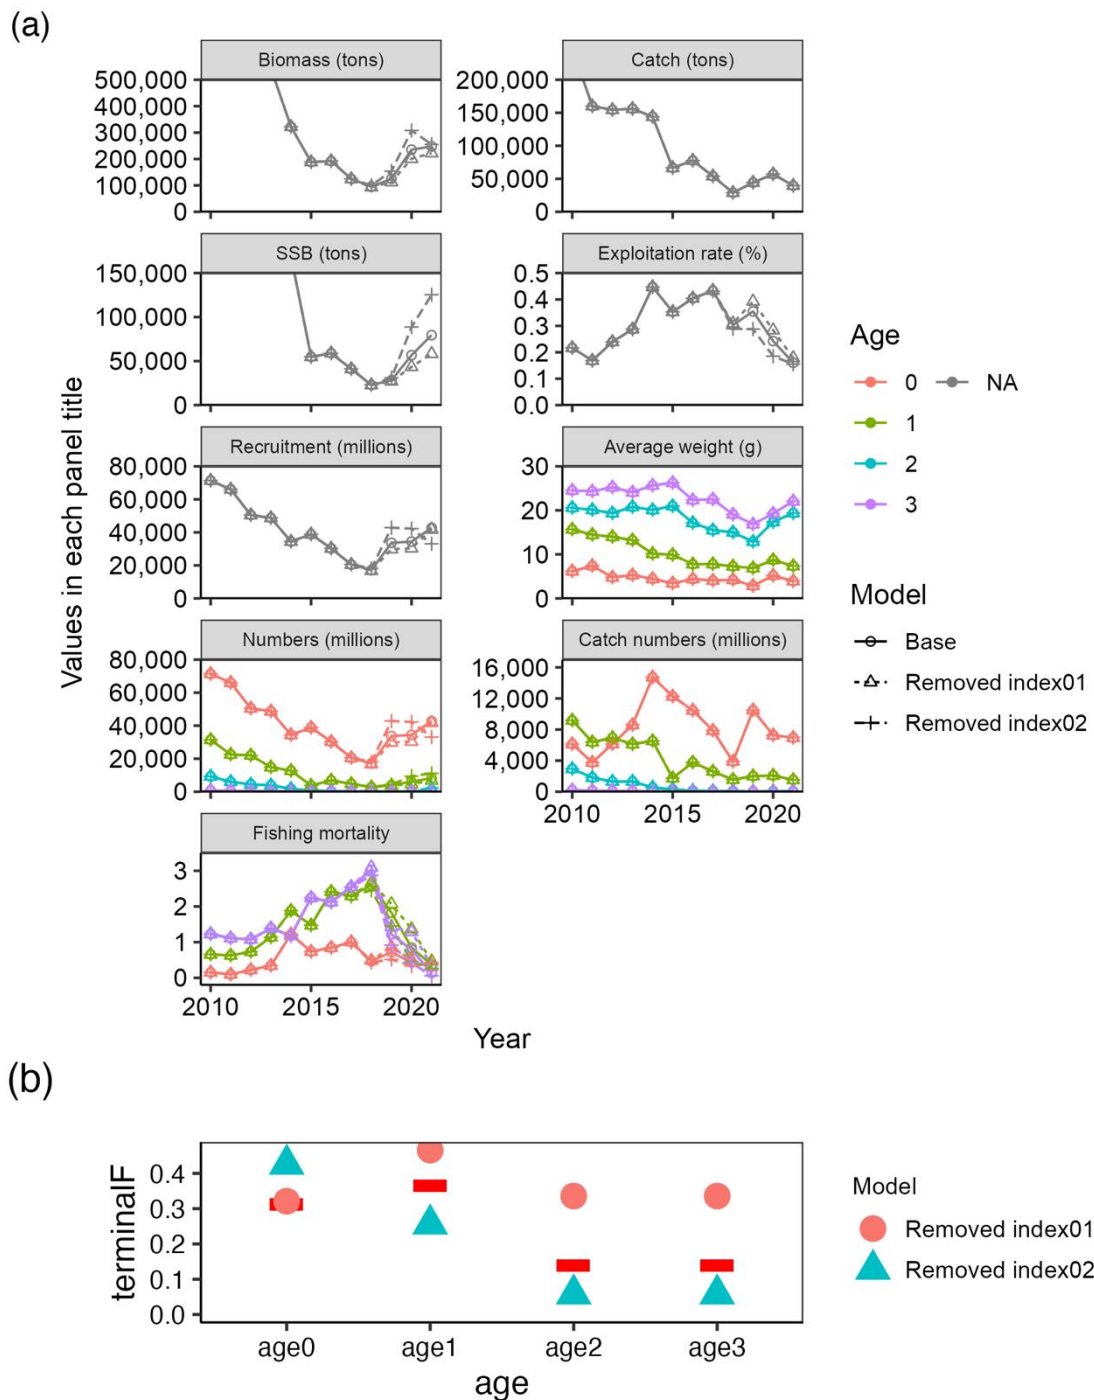 (a)
Biomass (tons)
500,000
400,000
300,000
200,000
100,000
0
Catch (tons)
200,000
150,000
100,000
50,000
0
SSB (tons)
150,000
100,000
50,000
0
Exploitation rate (%)
0.5
0.4
0.3
0.2
0.1
0.0
Recruitment (millions)
80,000
60,000
40,000
20,000
0
Average weight (g)
30
20
10
0
Numbers (millions)
80,000
60,000
40,000
20,000
0
Catch numbers (millions)
16,000
12,000
8,000
4,000
0
2010 2015 2020
Fishing mortality
3
2
1
0
2010 2015 2020
Values in each panel title
Year
Age
0 NA
1
2
3
Model
Base
Removed index01
Removed index02
(b)
terminalF
0.4
0.3
0.2
0.1
0.0
age0 age1 age2 age3
age
Model
Removed index01
Removed index02